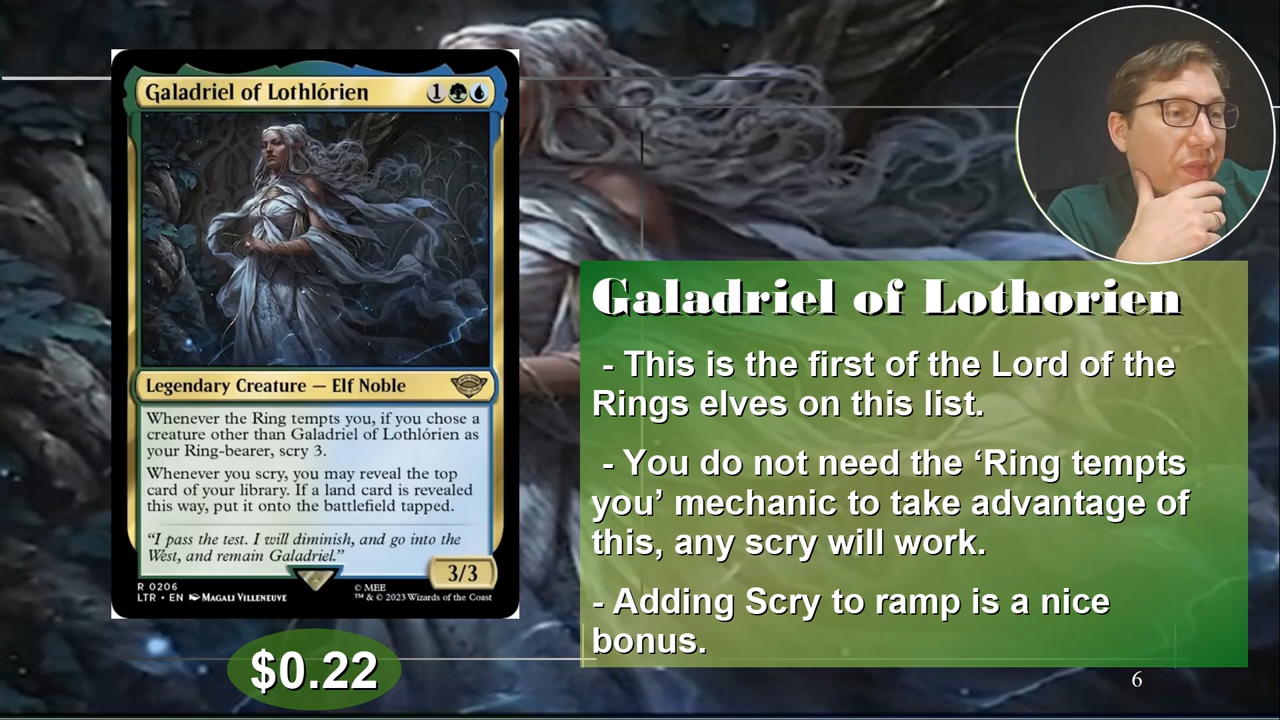 Galadriel of Lothlórien 1
Legendary Creature — Elf Noble
Whenever the Ring tempts you, if you chose a
creature other than Galadriel of Lothlórien as
your Ring-bearer, scry 3.
Whenever you scry, you may reveal the top
card of your library. If a land card is revealed
this way, put it onto the battlefield tapped.
“I pass the test. I will diminish, and go into the
West, and remain Galadriel.”
3/3
R 0206
LTR • EN MAGALI VILLENEUVE
© MEE
™ & © 2023 Wizards of the Coast
$0.22
Galadriel of Lothorien
- This is the first of the Lord of the
Rings elves on this list.
- You do not need the ‘Ring tempts
you’ mechanic to take advantage of
this, any scry will work.
- Adding Scry to ramp is a nice
bonus.
6